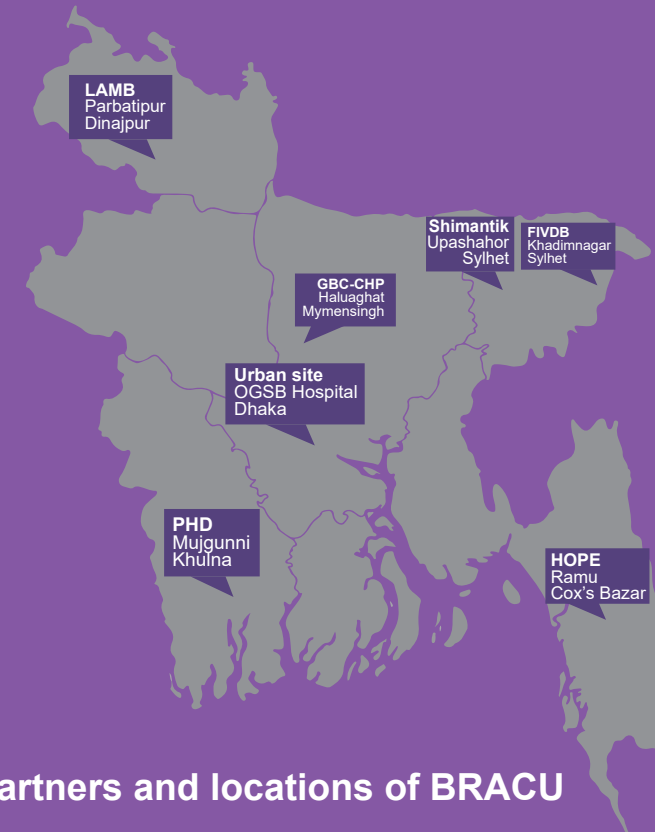 LAMB
Parbatipur
Dinajpur
Shimantik
Upashahor
Sylhet
FIVDB
Khadimnagar
Sylhet
GBC-CHP
Haluaghat
Mymensingh
Urban site
OGSB Hospital
Dhaka
PHD
Mujgunni
Khulna
HOPE
Ramu
Cox's Bazar
artners and locations of BRACU